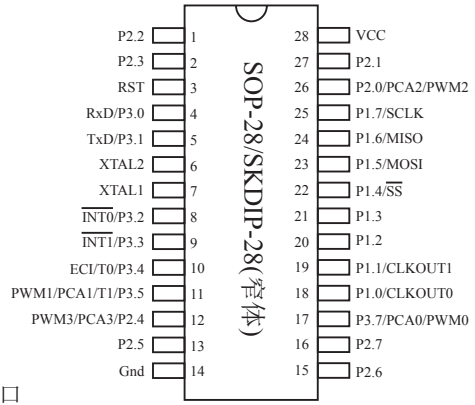 P2.2 1 28 VCC
P2.3 2 27 P2.1
RST 3 26 P2.0/PCA2/PWM2
RxD/P3.0 4 25 P1.7/SCLK
TxD/P3.1 5 24 P1.6/MISO
XTAL2 6 23 P1.5/MOSI
XTAL1 7 22 P1.4/S̅S̅
I̅N̅T̅0̅/P3.2 8 21 P1.3
I̅N̅T̅1̅/P3.3 9 20 P1.2
ECI/T0/P3.4 10 19 P1.1/CLKOUT1
PWM1/PCA1/T1/P3.5 11 18 P1.0/CLKOUT0
PWM3/PCA3/P2.4 12 17 P3.7/PCA0/PWM0
P2.5 13 16 P2.7
Gnd 14 15 P2.6
SOP-28/SKDIP-28(窄体)
口